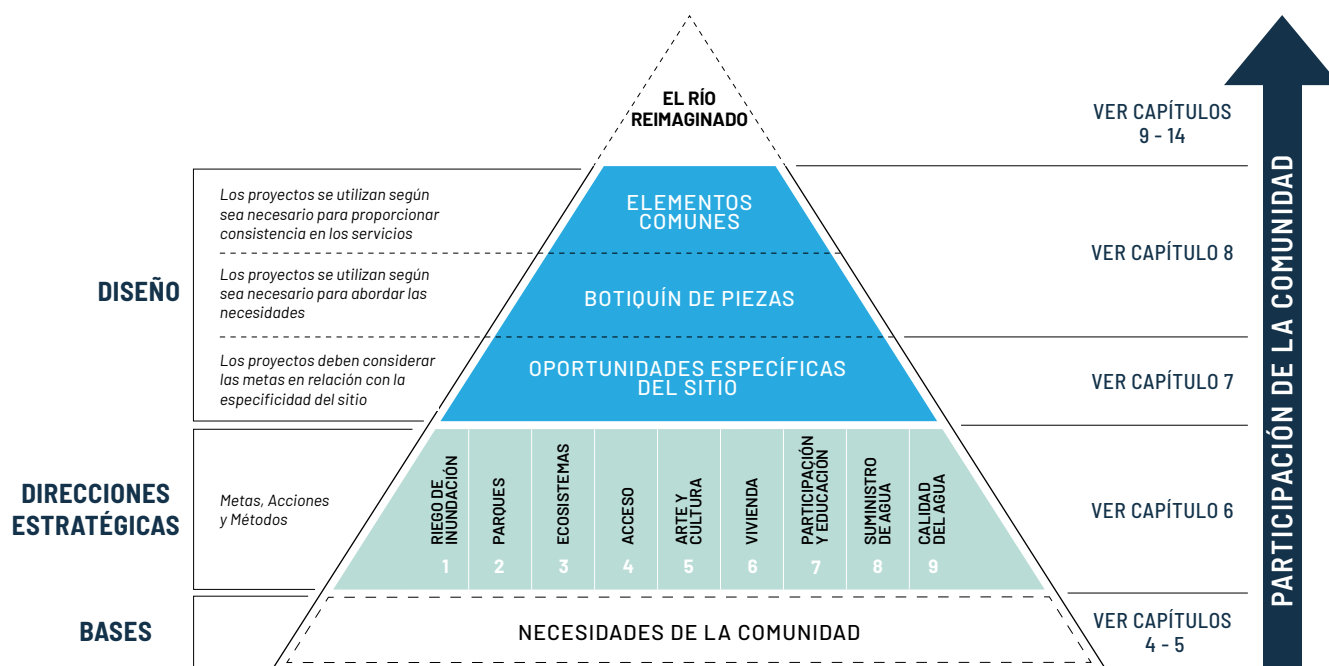 EL RÍO
REIMAGINADO
VER CAPÍTULOS
9 - 14
DISEÑO
Los proyectos se utilizan según
sea necesario para proporcionar
consistencia en los servicios
ELEMENTOS
COMUNES
VER CAPÍTULO 8
Los proyectos se utilizan según
sea necesario para abordar las
necesidades
BOTIQUÍN DE PIEZAS
Los proyectos deben considerar
las metas en relación con la
especificidad del sitio
OPORTUNIDADES ESPECÍFICAS
DEL SITIO
VER CAPÍTULO 7
DIRECCIONES
ESTRATÉGICAS
Metas, Acciones
y Métodos
RIEGO DE
INUNDACIÓN
1
PARQUES
2
ECOSISTEMAS
3
ACCESO
4
ARTE Y
CULTURA
5
VIVIENDA
6
PARTICIPACIÓN
Y EDUCACIÓN
7
SUMINISTRO
DE AGUA
8
CALIDAD
DEL AGUA
9
VER CAPÍTULO 6
BASES
NECESIDADES DE LA COMUNIDAD
VER CAPÍTULOS
4 - 5
PARTICIPACIÓN DE LA COMUNIDAD